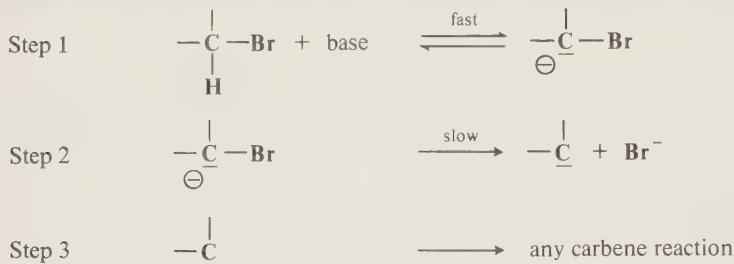 Step 1 —C—Br + base fast —C—Br
H ⊖
Step 2 —C—Br slow —C + Br⁻
⊖
Step 3 —C any carbene reaction